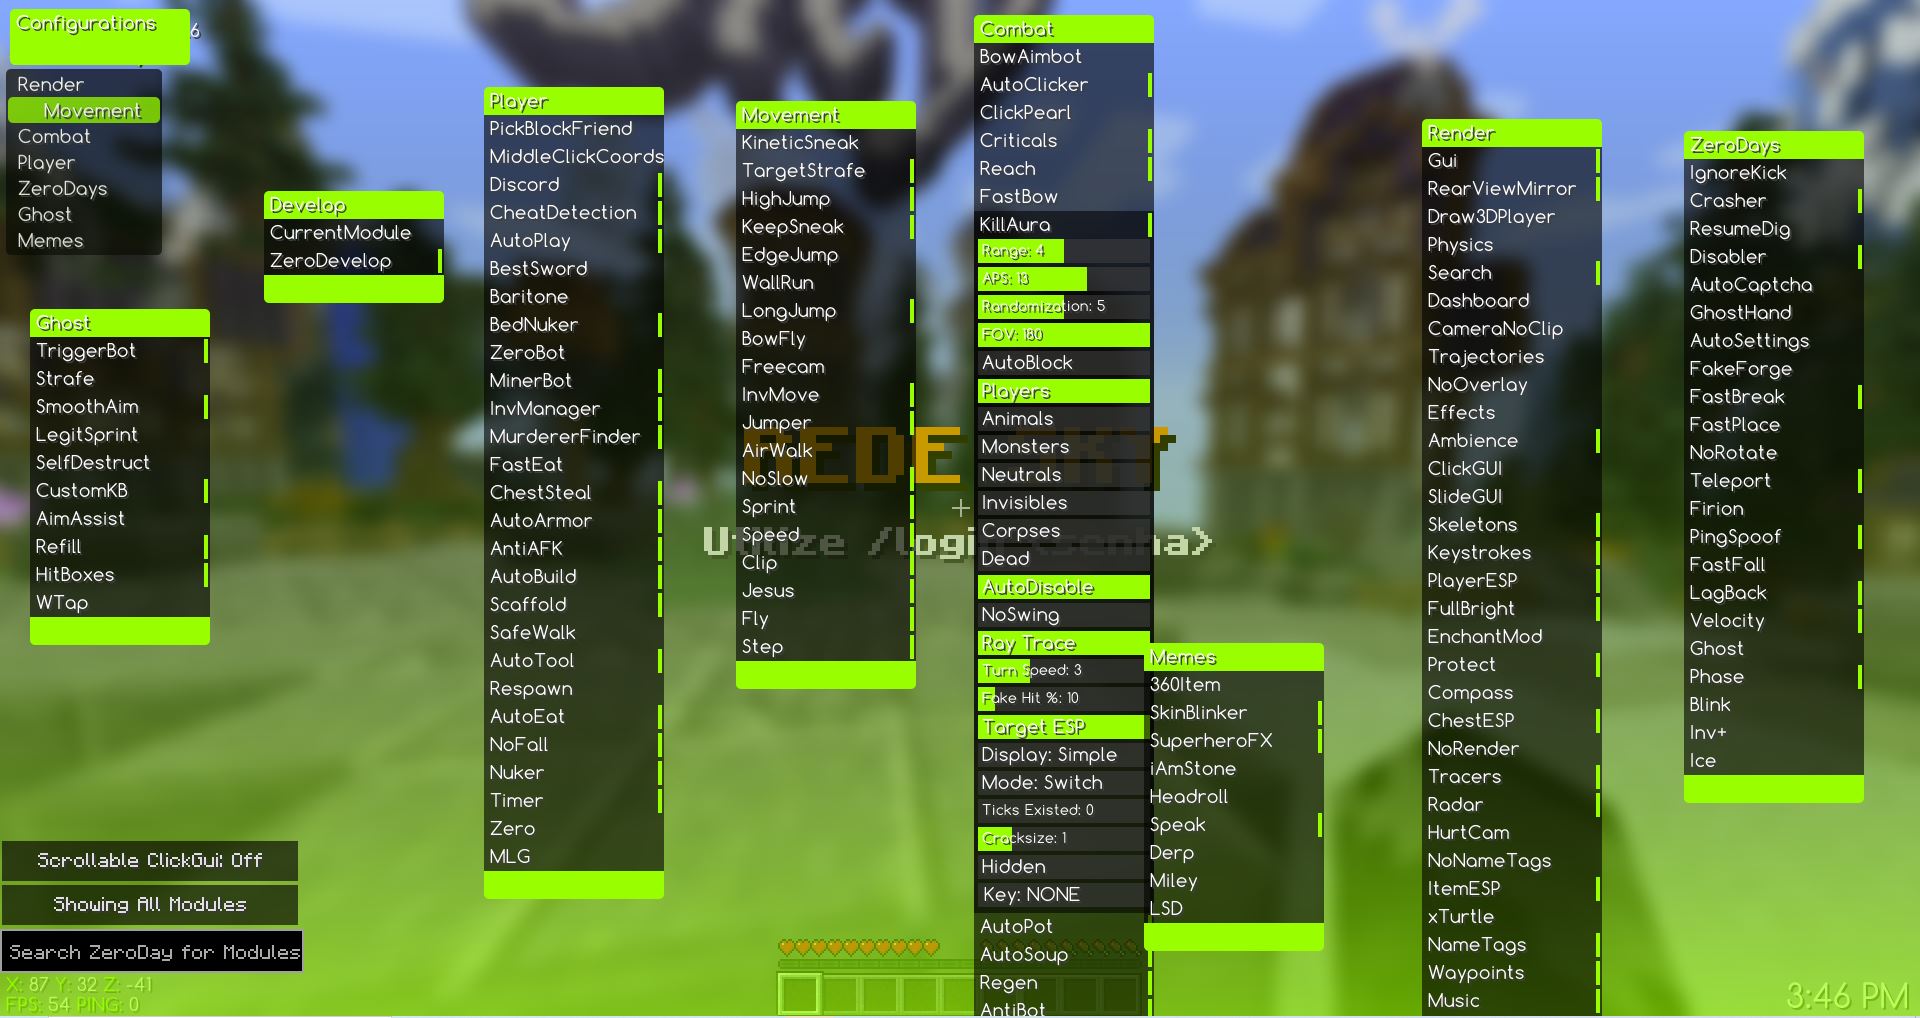 Configurations
6
Render
Movement
Combat
Player
ZeroDays
Ghost
Memes
Develop
CurrentModule
ZeroDevelop
Ghost
TriggerBot
Strafe
SmoothAim
LegitSprint
SelfDestruct
CustomKB
AimAssist
Refill
HitBoxes
WTap
Player
PickBlockFriend
MiddleClickCoords
Discord
CheatDetection
AutoPlay
BestSword
Baritone
BedNuker
ZeroBot
MinerBot
InvManager
MurdererFinder
FastEat
ChestSteal
AutoArmor
AntiAFK
AutoBuild
Scaffold
SafeWalk
AutoTool
Respawn
AutoEat
NoFall
Nuker
Timer
Zero
MLG
Movement
KineticSneak
TargetStrafe
HighJump
KeepSneak
EdgeJump
WallRun
LongJump
BowFly
Freecam
InvMove
Jumper
AirWalk
NoSlow
Sprint
Speed
Clip
Jesus
Fly
Step
Combat
BowAimbot
AutoClicker
ClickPearl
Criticals
Reach
FastBow
KillAura
Range: 4
APS: 13
Randomization: 5
FOV: 180
AutoBlock
Players
Animals
Monsters
Neutrals
Invisibles
Corpses
Dead
AutoDisable
NoSwing
Ray Trace
Turn Speed: 3
Fake Hit %: 10
Target ESP
Display: Simple
Mode: Switch
Ticks Existed: 0
Cracksize: 1
Hidden
Key: NONE
AutoPot
AutoSoup
Regen
AntiBot
Memes
360Item
SkinBlinker
SuperheroFX
iAmStone
Headroll
Speak
Derp
Miley
LSD
Render
Gui
RearViewMirror
Draw3DPlayer
Physics
Search
Dashboard
CameraNoClip
Trajectories
NoOverlay
Effects
Ambience
ClickGUI
SlideGUI
Skeletons
Keystrokes
PlayerESP
FullBright
EnchantMod
Protect
Compass
ChestESP
NoRender
Tracers
Radar
HurtCam
NoNameTags
ItemESP
xTurtle
NameTags
Waypoints
Music
ZeroDays
IgnoreKick
Crasher
ResumeDig
Disabler
AutoCaptcha
GhostHand
AutoSettings
FakeForge
FastBreak
FastPlace
NoRotate
Teleport
Firion
PingSpoof
FastFall
LagBack
Velocity
Ghost
Phase
Blink
Inv+
Ice
REDE SKY
Utilize /login <senha>
Scrollable ClickGui: Off
Showing All Modules
Search ZeroDay for Modules
X: 87 Y: 32 Z: -41
FPS: 54 PING: 0
3:46 PM